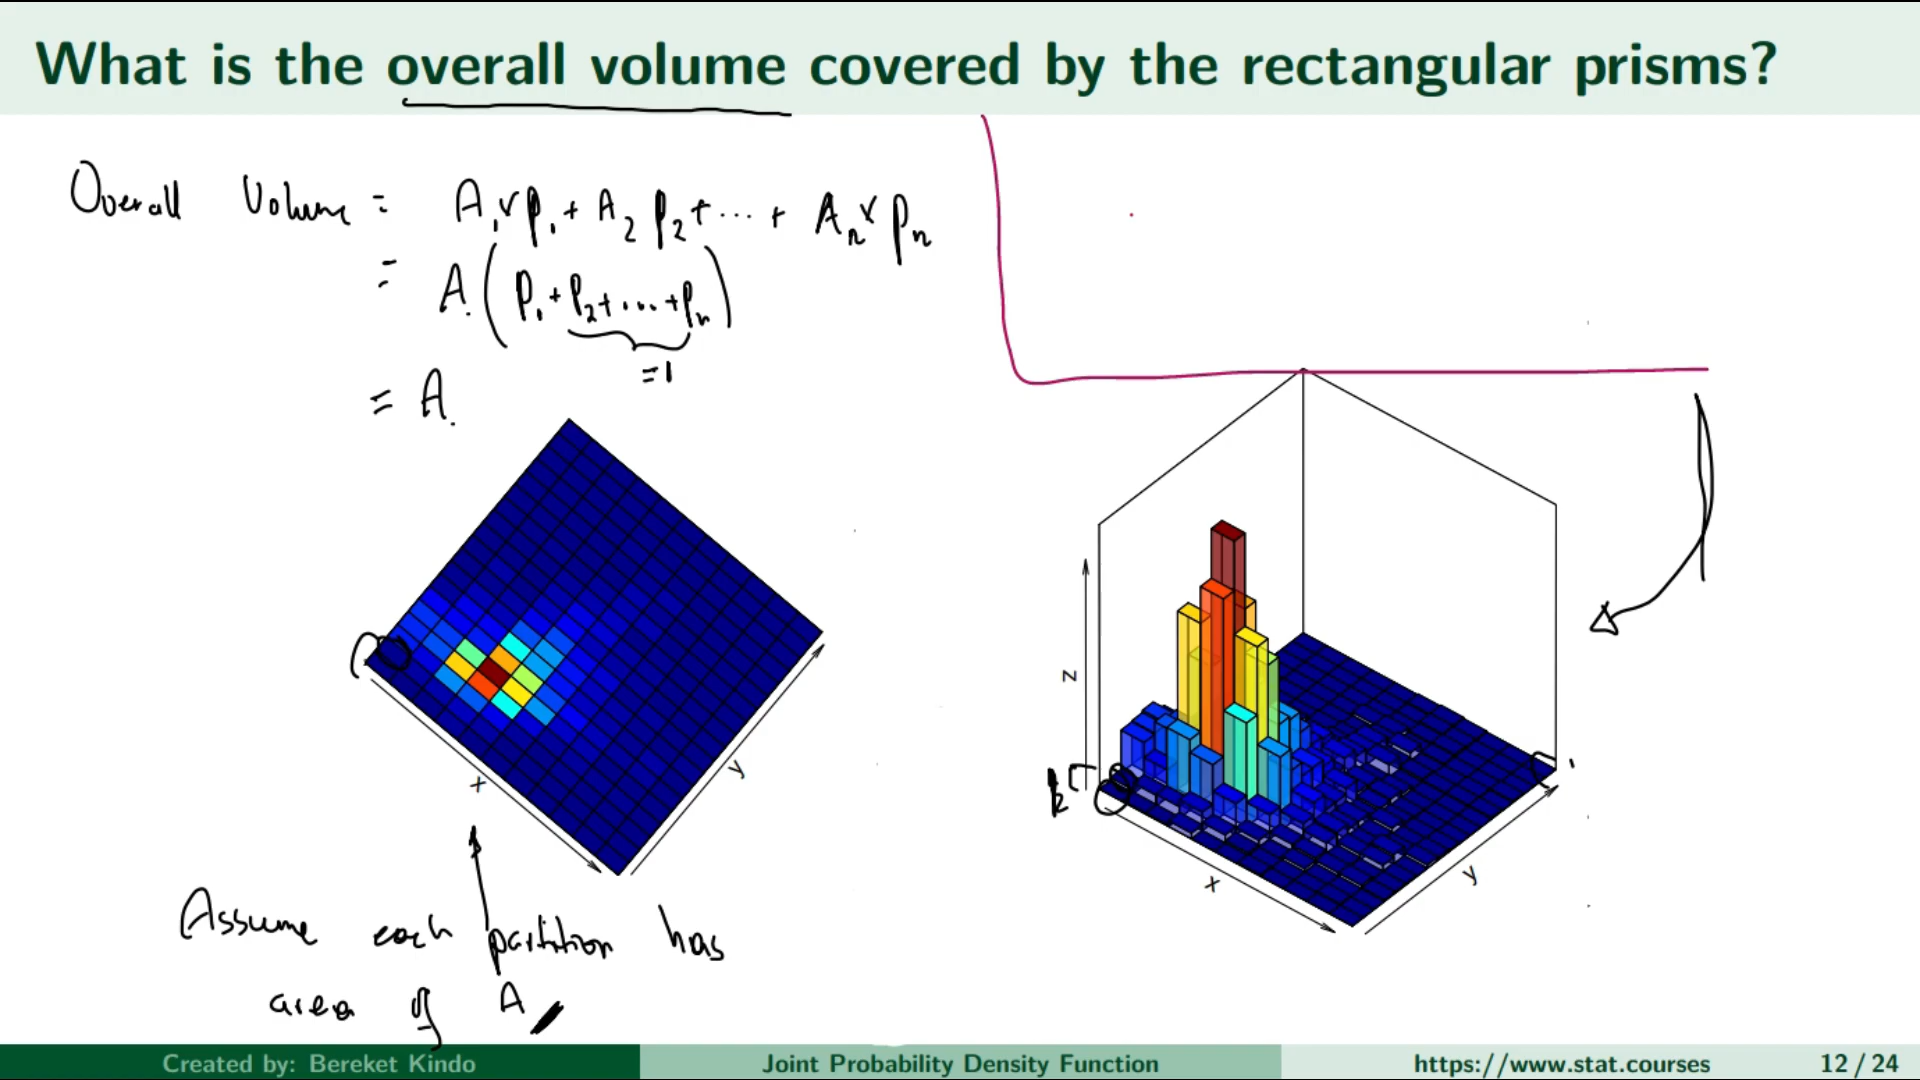 What is the overall volume covered by the rectangular prisms?
Overall Volume = A₁ × p₁ + A₂ p₂ + ... + Aₙ × pₙ
= A (p₁ + p₂ + ... + pₙ)
= 1
= A
z
x
y
x
y
Assume each partition has
area of A
Created by: Bereket Kindo
Joint Probability Density Function
https://www.stat.courses
12 / 24